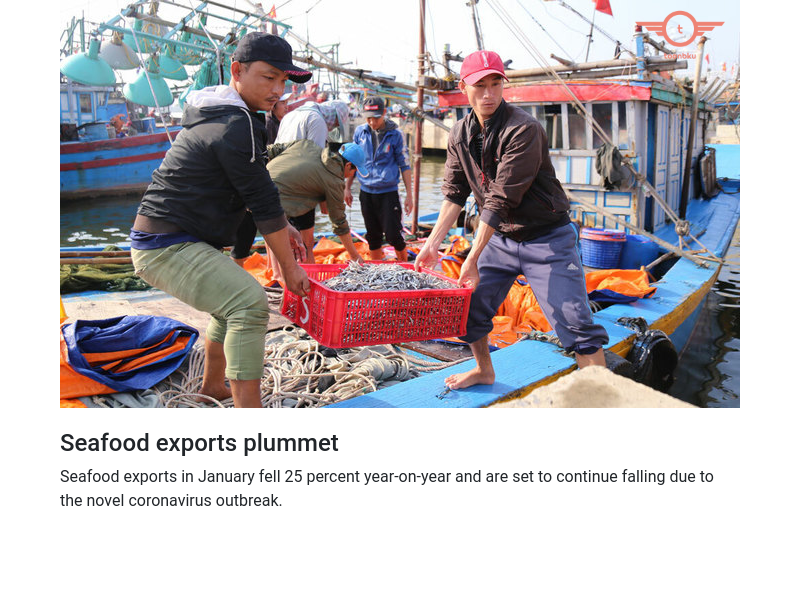 Seafood exports plummet
Seafood exports in January fell 25 percent year-on-year and are set to continue falling due to
the novel coronavirus outbreak.